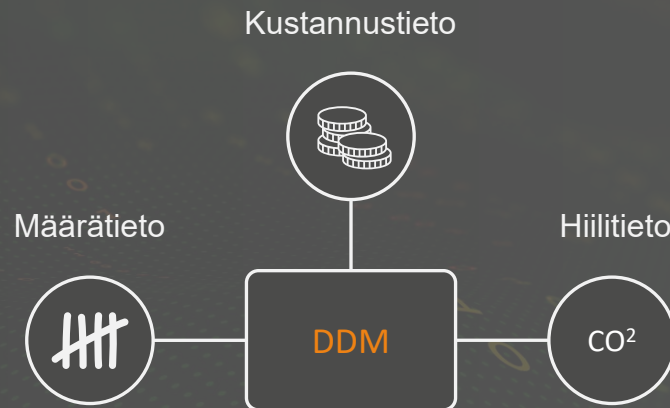 Kustannustieto
Määrätieto
Hiilitieto
DDM
CO²